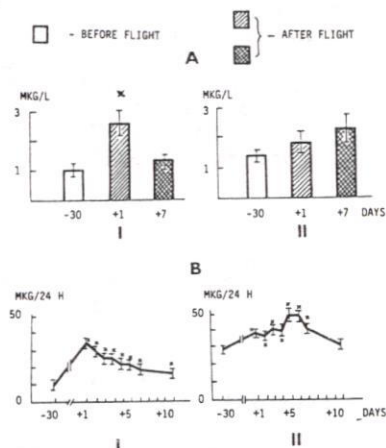 - BEFORE FLIGHT
- AFTER FLIGHT
A
MKG/L
3
1
*
-30 +1 +7
I
MKG/L
3
1
-30 +1 +7 DAYS
II
B
MKG/24 H
50
0
-30 +1 +5 +10
I
MKG/24 H
50
0
-30 +1 +5 +10
DAYS
II